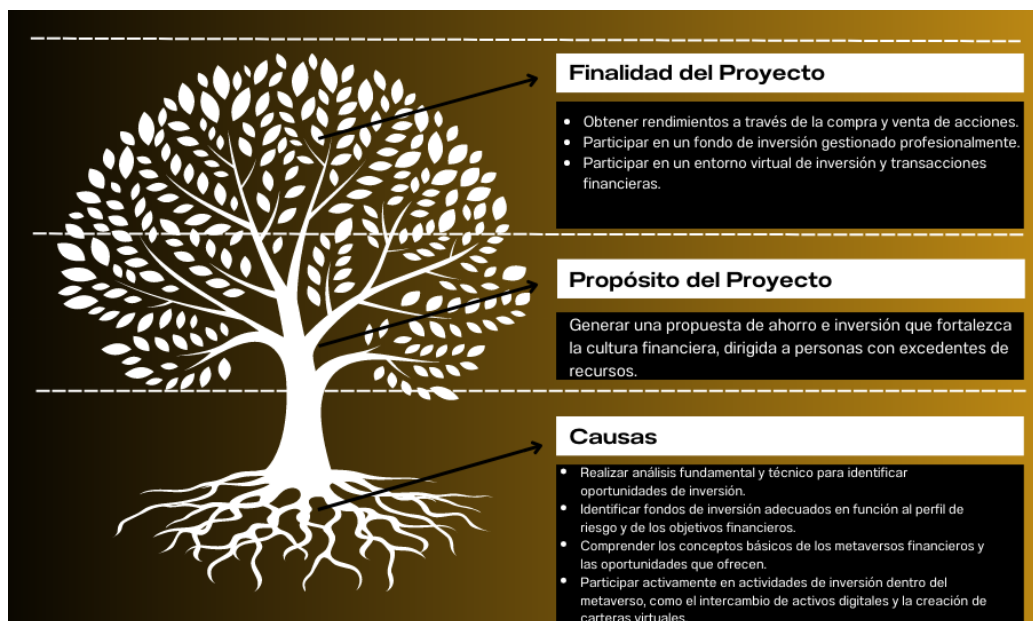 Finalidad del Proyecto
• Obtener rendimientos a través de la compra y venta de acciones.
• Participar en un fondo de inversión gestionado profesionalmente.
• Participar en un entorno virtual de inversión y transacciones
financieras.
Propósito del Proyecto
Generar una propuesta de ahorro e inversión que fortalezca
la cultura financiera, dirigida a personas con excedentes de
recursos.
Causas
• Realizar análisis fundamental y técnico para identificar
oportunidades de inversión.
• Identificar fondos de inversión adecuados en función al perfil de
riesgo y de los objetivos financieros.
• Comprender los conceptos básicos de los metaversos financieros y
las oportunidades que ofrecen.
• Participar activamente en actividades de inversión dentro del
metaverso, como el intercambio de activos digitales y la creación de
carteras virtuales.